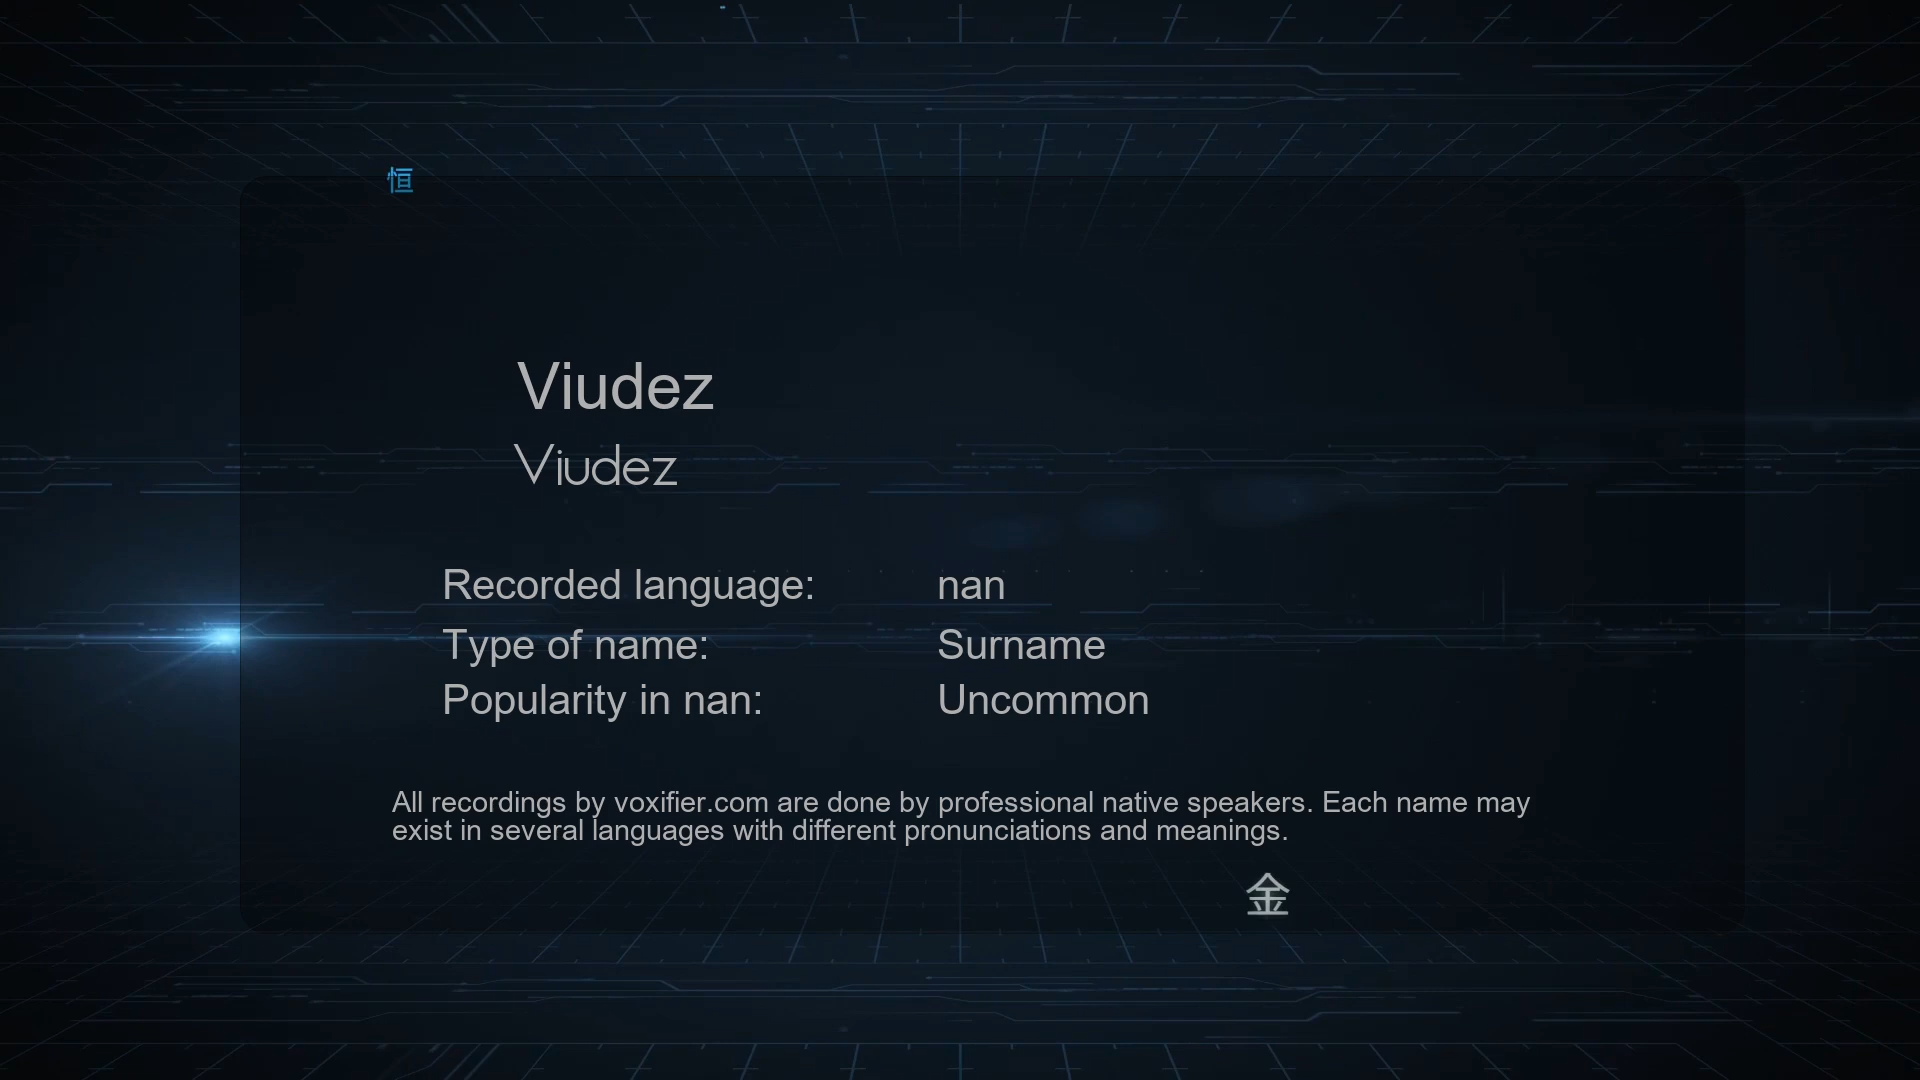 恒
Viudez
Viudez
Recorded language: nan
Type of name: Surname
Popularity in nan: Uncommon
All recordings by voxifier.com are done by professional native speakers. Each name may
exist in several languages with different pronunciations and meanings.
金